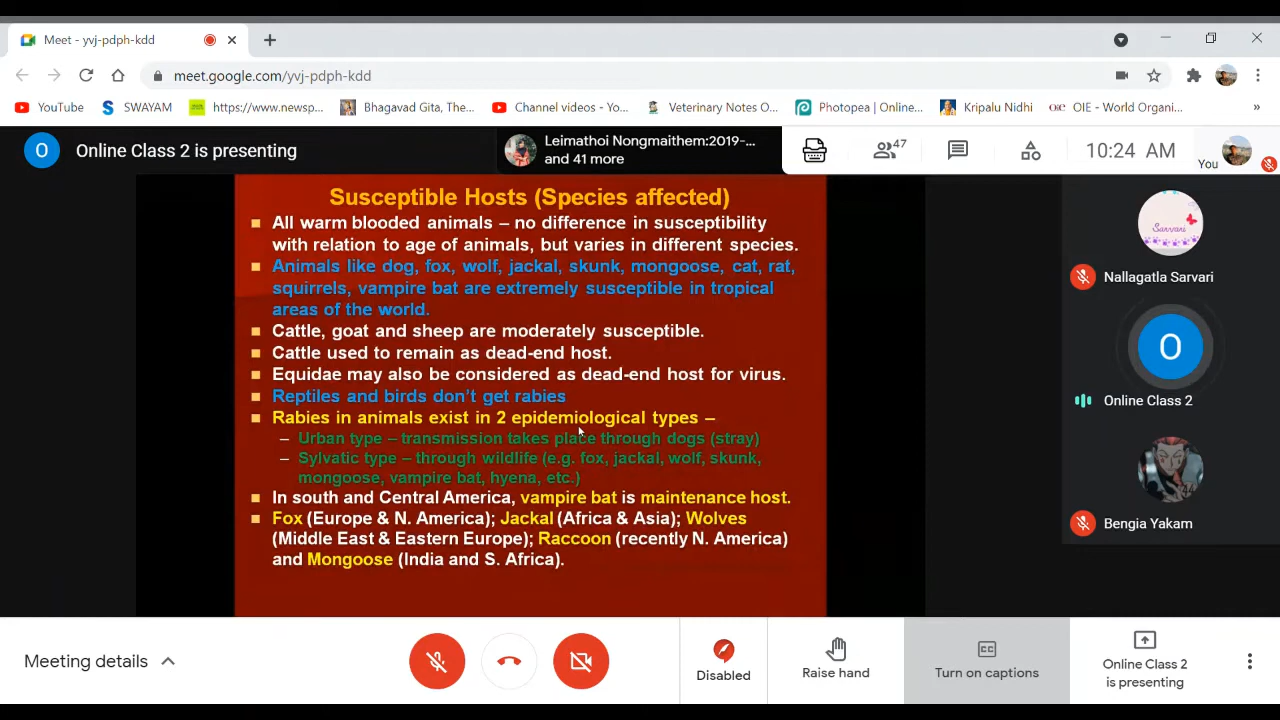 Meet - yvj-pdph-kdd
meet.google.com/yvj-pdph-kdd
YouTube
SWAYAM
https://www.newsp...
Bhagavad Gita, The...
Channel videos - Yo...
Veterinary Notes O...
Photopea | Online...
Kripalu Nidhi
OIE - World Organi...
»
O
Online Class 2 is presenting
Leimathoi Nongmaithem:2019-...
and 41 more
47
10:24 AM
You
Susceptible Hosts (Species affected)
All warm blooded animals – no difference in susceptibility
with relation to age of animals, but varies in different species.
Animals like dog, fox, wolf, jackal, skunk, mongoose, cat, rat,
squirrels, vampire bat are extremely susceptible in tropical
areas of the world.
Cattle, goat and sheep are moderately susceptible.
Cattle used to remain as dead-end host.
Equidae may also be considered as dead-end host for virus.
Reptiles and birds don't get rabies
Rabies in animals exist in 2 epidemiological types –
– Urban type – transmission takes place through dogs (stray)
– Sylvatic type – through wildlife (e.g. fox, jackal, wolf, skunk,
mongoose, vampire bat, hyena, etc.)
In south and Central America, vampire bat is maintenance host.
Fox (Europe & N. America); Jackal (Africa & Asia); Wolves
(Middle East & Eastern Europe); Raccoon (recently N. America)
and Mongoose (India and S. Africa).
Sarvari
Nallagatla Sarvari
O
Online Class 2
Bengia Yakam
Meeting details
Disabled
Raise hand
CC
Turn on captions
Online Class 2
is presenting